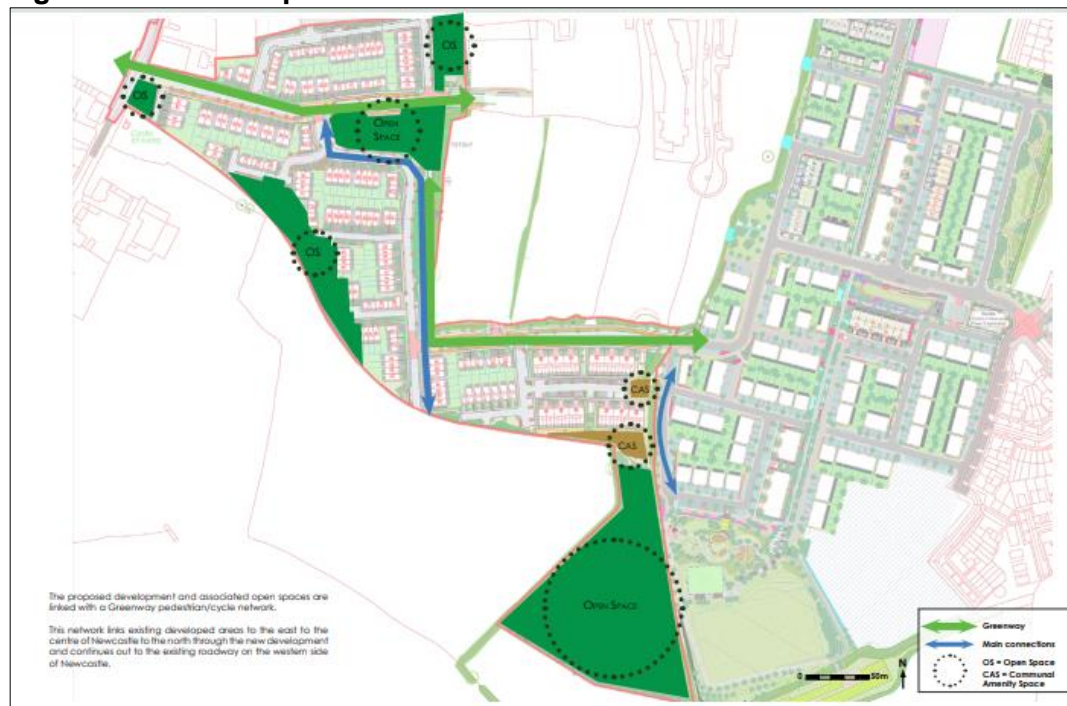 OS
OS
OPEN
SPACE
OS
CAS
CAS
OPEN SPACE
The proposed development and associated open spaces are
linked with a Greenway pedestrian/cycle network.
This network links existing developed areas to the east to the
centre of Newcastle to the north through the new development
and continues out to the existing roadway on the western side
of Newcastle.
Greenway
Main connections
OS = Open Space
CAS = Communal
Amenity Space
0
50m
N